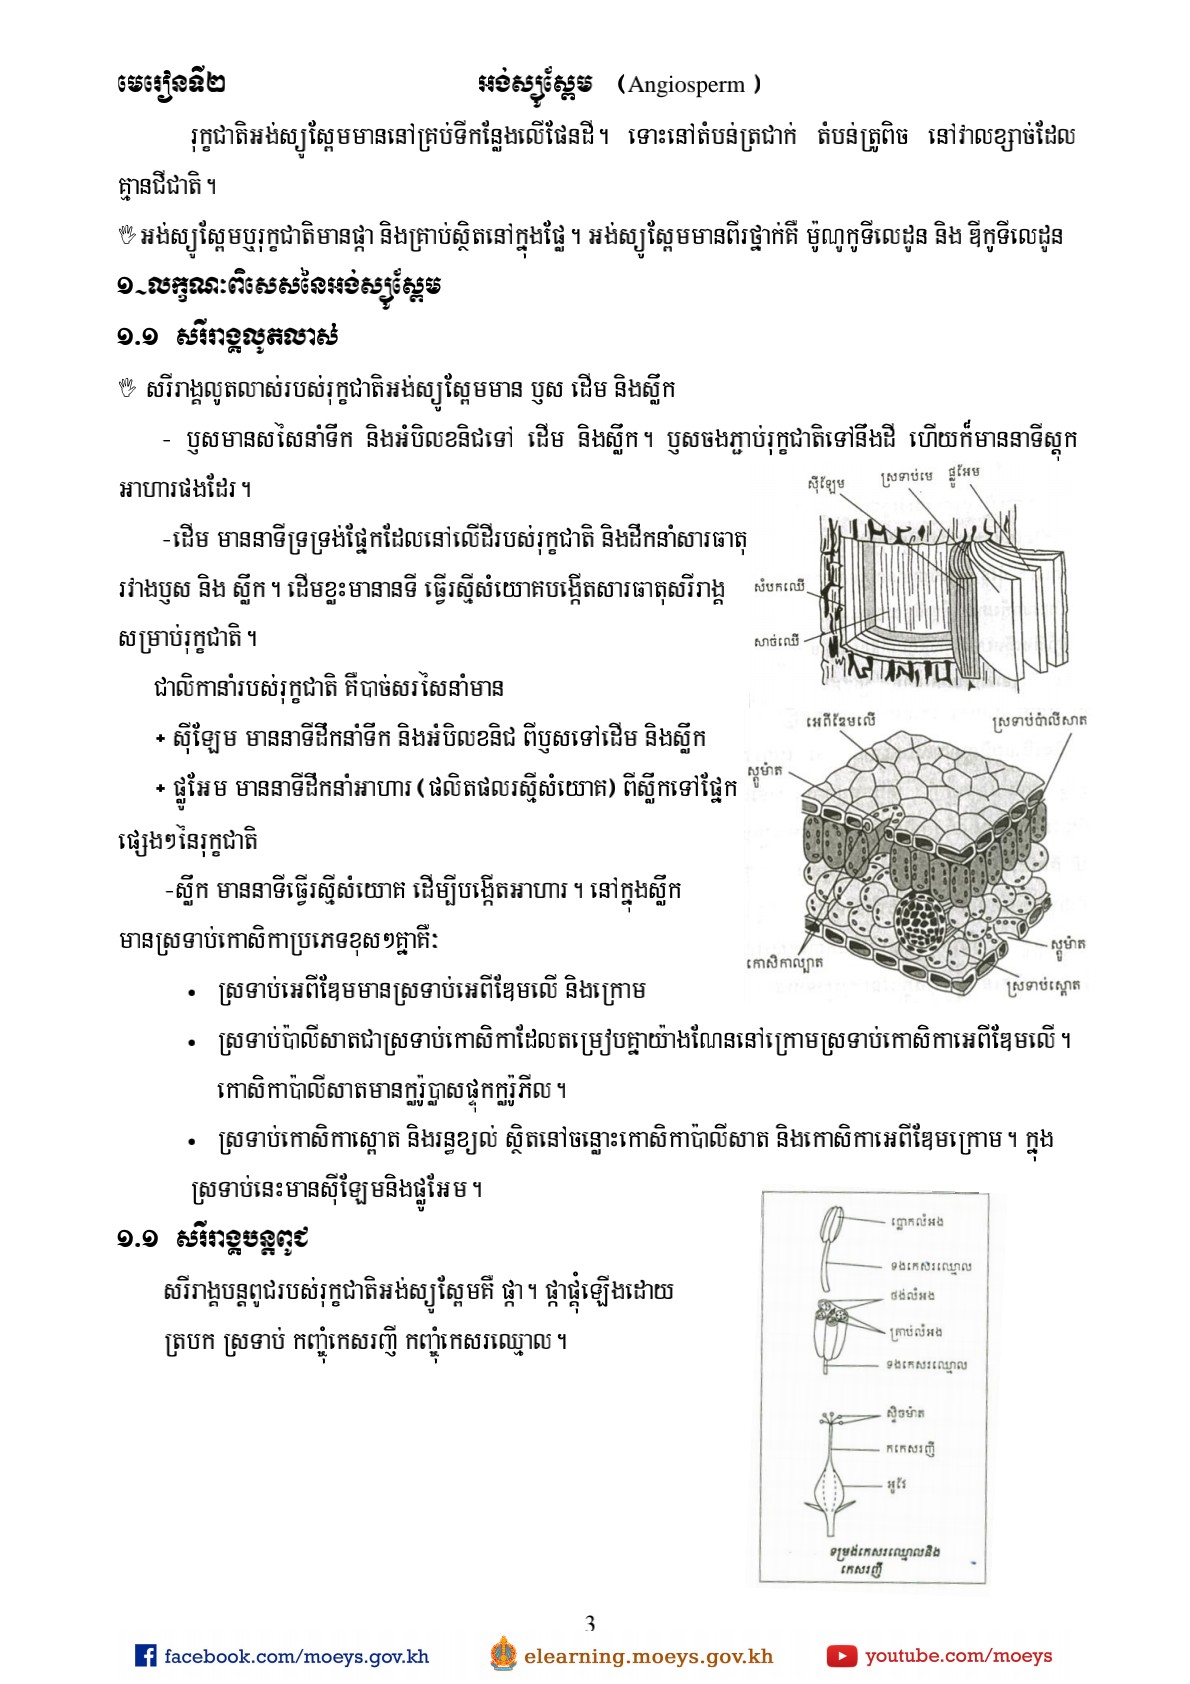 មេរៀនទី២ អង់ស្យូស្ពែម (Angiosperm)
រុក្ខជាតិអង់ស្យូស្ពែមមាននៅគ្រប់ទីកន្លែងលើផែនដី។ ទោះនៅតំបន់ត្រជាក់ តំបន់ត្រូពិច នៅវាលខ្សាច់ដែល
គ្មានជីជាតិ។
អង់ស្យូស្ពែមឬរុក្ខជាតិមានផ្កា និងគ្រាប់ស្ថិតនៅក្នុងផ្លែ។ អង់ស្យូស្ពែមមានពីរថ្នាក់គឺ ម៉ូណូកូទីលេដូន និង ឌីកូទីលេដូន
១~លក្ខណៈពិសេសនៃអង់ស្យូស្ពែម
១.១ សរីរាង្គលូតលាស់
សរីរាង្គលូតលាស់របស់រុក្ខជាតិអង់ស្យូស្ពែមមាន ឫស ដើម និងស្លឹក
- ឫសមានសសៃនាំទឹក និងអំបិលខនិជទៅ ដើម និងស្លឹក។ ឫសចងភ្ជាប់រុក្ខជាតិទៅនឹងដី ហើយក៏មាននាទីស្តុក
អាហារផងដែរ។
-ដើម មាននាទីទ្រទ្រង់ផ្នែកដែលនៅលើដីរបស់រុក្ខជាតិ និងដឹកនាំសារធាតុ
រវាងឫស និង ស្លឹក។ ដើមខ្លះមានានទី ធ្វើរស្មីសំយោគបង្កើតសារធាតុសរីរាង្គ
សម្រាប់រុក្ខជាតិ។
ជាលិកានាំរបស់រុក្ខជាតិ គឺបាច់សរសៃនាំមាន
+ ស៊ីឡែម មាននាទីដឹកនាំទឹក និងអំបិលខនិជ ពីឫសទៅដើម និងស្លឹក
+ ផ្លូអែម មាននាទីដឹកនាំអាហារ (ផលិតផលរស្មីសំយោគ) ពីស្លឹកទៅផ្នែក
ផ្សេងៗនៃរុក្ខជាតិ
-ស្លឹក មាននាទីធ្វើរស្មីសំយោគ ដើម្បីបង្កើតអាហារ។ នៅក្នុងស្លឹក
មានស្រទាប់កោសិកាប្រភេទខុសៗគ្នាគឺៈ
• ស្រទាប់អេពីឌែមមានស្រទាប់អេពីឌែមលើ និងក្រោម
• ស្រទាប់ប៉ាលីសាតជាស្រទាប់កោសិកាដែលតម្រៀបគ្នាយ៉ាងណែននៅក្រោមស្រទាប់កោសិកាអេពីឌែមលើ។
កោសិកាប៉ាលីសាតមានក្លរ៉ូប្លាសផ្ទុកក្លរ៉ូភីល។
• ស្រទាប់កោសិកាស្ពោត និងរន្ធខ្យល់ ស្ថិតនៅចន្លោះកោសិកាប៉ាលីសាត និងកោសិកាអេពីឌែមក្រោម។ ក្នុង
ស្រទាប់នេះមានស៊ីឡែមនិងផ្លូអែម។
១.១ សរីរាង្គបន្តពូជ
សរីរាង្គបន្តពូជរបស់រុក្ខជាតិអង់ស្យូស្ពែមគឺ ផ្កា។ ផ្កាផ្គុំឡើងដោយ
ត្របក ស្រទាប់ កញ្ចុំកេសរញី កញ្ចុំកេសរឈ្មោល។
ស៊ីឡែម
ស្រទាប់មេ
ផ្លូអែម
សំបកឈើ
សាច់ឈើ
អេពីឌែមលើ
ស្រទាប់ប៉ាលីសាត
ស្តូម៉ាត
ស្តូម៉ាត
កោសិកាល្បាត
ស្រទាប់ស្ពោត
ប្លោកលំអង
ទងកេសរឈ្មោល
ថង់លំអង
គ្រាប់លំអង
ទងកេសរឈ្មោល
ស្ទិចម៉ាត
កកេសរញី
អូវែ
ទម្រង់កេសរឈ្មោលនិង
កេសរញី
3
facebook.com/moeys.gov.kh
elearning.moeys.gov.kh
youtube.com/moeys